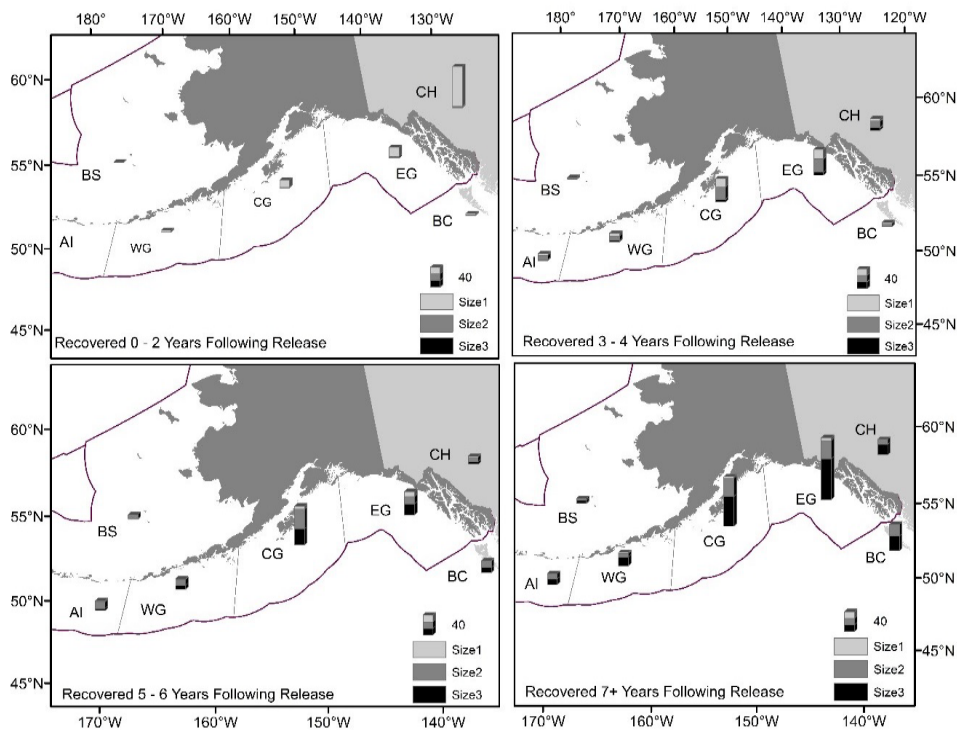 180° 170°W 160°W 150°W 140°W 130°W
180° 170°W 160°W 150°W 140°W 130°W 120°W
60°N
55°N
50°N
45°N
CH
BS
EG
CG
BC
AI
WG
40
Size1
Size2
Size3
Recovered 0 - 2 Years Following Release
60°N
55°N
50°N
45°N
CH
EG
BS
CG
BC
WG
AI
40
Size1
Size2
Size3
Recovered 3 - 4 Years Following Release
60°N
55°N
50°N
45°N
CH
EG
BS
CG
BC
AI
WG
40
Size1
Size2
Size3
Recovered 5 - 6 Years Following Release
170°W 160°W 150°W 140°W
60°N
55°N
50°N
45°N
CH
EG
BS
CG
BC
AI
WG
40
Size1
Size2
Size3
Recovered 7+ Years Following Release
170°W 160°W 150°W 140°W